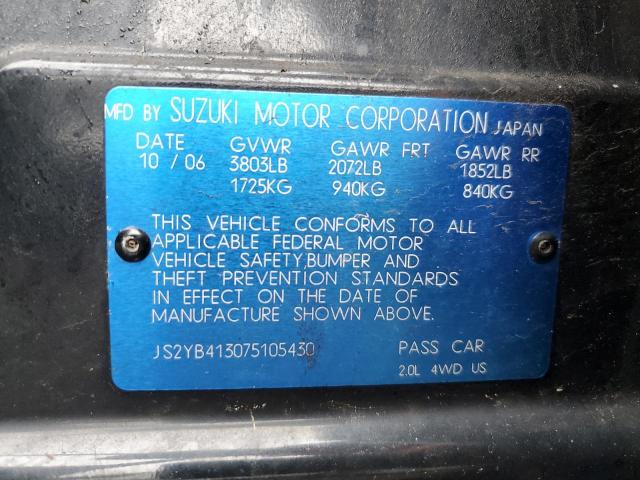 MFD BY SUZUKI MOTOR CORPORATION JAPAN
DATE GVWR GAWR FRT GAWR RR
10 / 06 3803LB 2072LB 1852LB
1725KG 940KG 840KG
THIS VEHICLE CONFORMS TO ALL
APPLICABLE FEDERAL MOTOR
VEHICLE SAFETY,BUMPER AND
THEFT PREVENTION STANDARDS
IN EFFECT ON THE DATE OF
MANUFACTURE SHOWN ABOVE.
JS2YB413075105430 PASS CAR
2.0L 4WD US